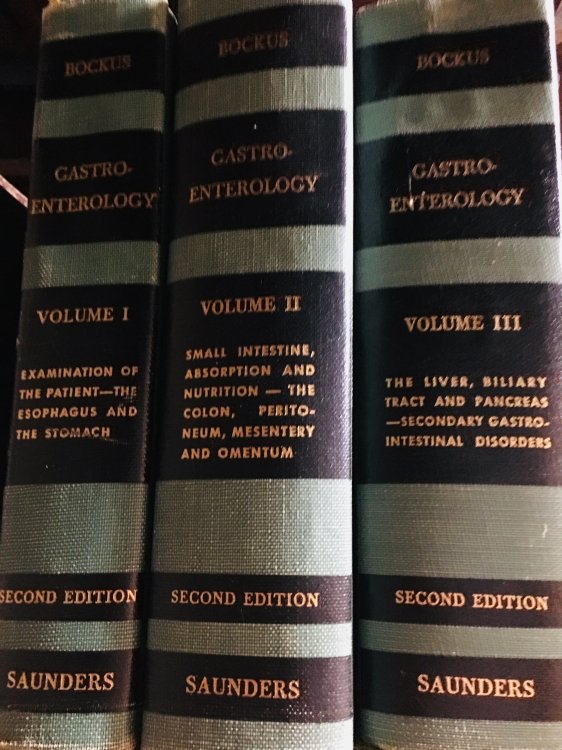 BOCKUS
GASTRO-
ENTEROLOGY
VOLUME I
EXAMINATION OF
THE PATIENT—THE
ESOPHAGUS AND
THE STOMACH
SECOND EDITION
SAUNDERS
BOCKUS
GASTRO-
ENTEROLOGY
VOLUME II
SMALL INTESTINE,
ABSORPTION AND
NUTRITION — THE
COLON, PERITO-
NEUM, MESENTERY
AND OMENTUM
SECOND EDITION
SAUNDERS
BOCKUS
GASTRO-
ENTEROLOGY
VOLUME III
THE LIVER, BILIARY
TRACT AND PANCREAS
—SECONDARY GASTRO-
INTESTINAL DISORDERS
SECOND EDITION
SAUNDERS